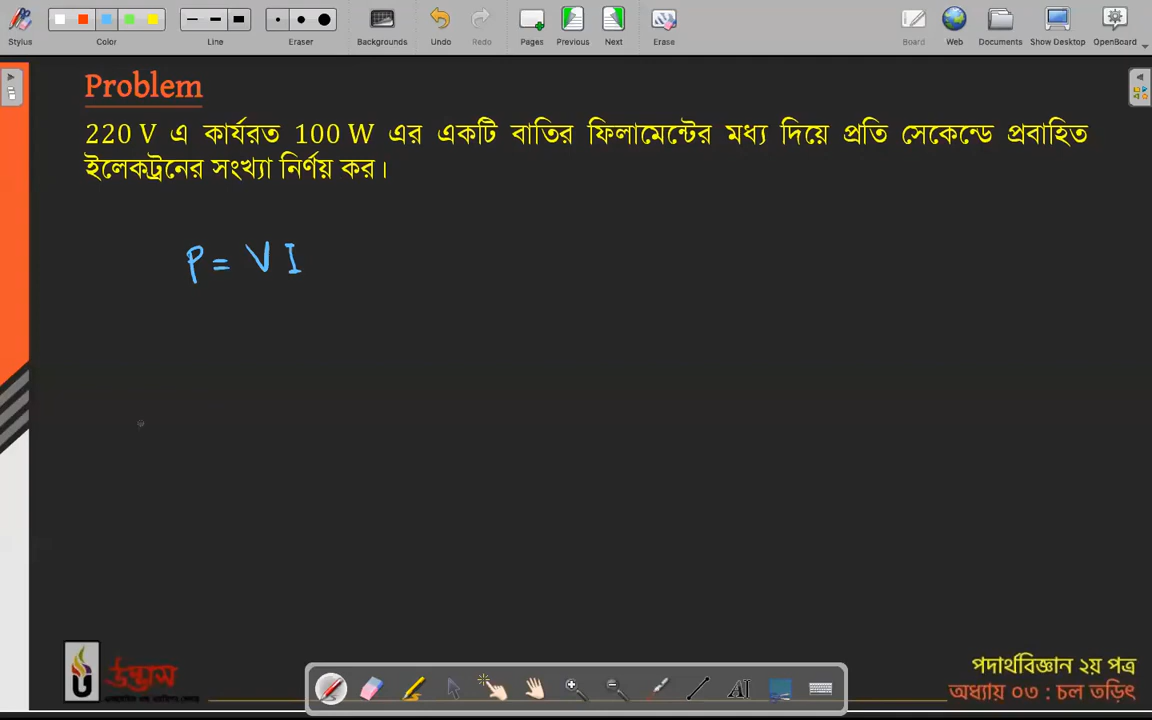 Stylus Color Line Eraser Backgrounds Undo Redo Pages Previous Next Erase Board Web Documents Show Desktop OpenBoard
Problem
220 V এ কার্যরত 100 W এর একটি বাতির ফিলামেন্টের মধ্য দিয়ে প্রতি সেকেন্ডে প্রবাহিত
ইলেকট্রনের সংখ্যা নির্ণয় কর।
P = V I
উদ্ভাস
পদার্থবিজ্ঞান ২য় পত্র
অধ্যায় ০৩ : চল তড়িৎ